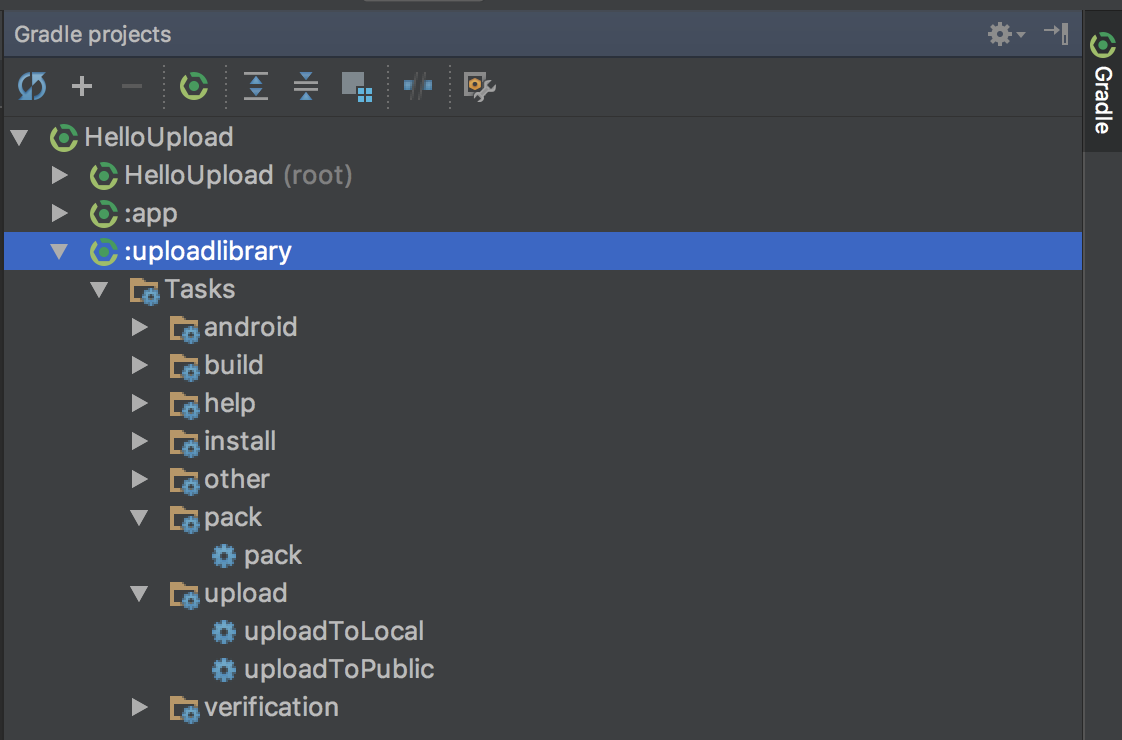 Gradle projects
Gradle
HelloUpload
HelloUpload (root)
:app
:uploadlibrary
Tasks
android
build
help
install
other
pack
pack
upload
uploadToLocal
uploadToPublic
verification